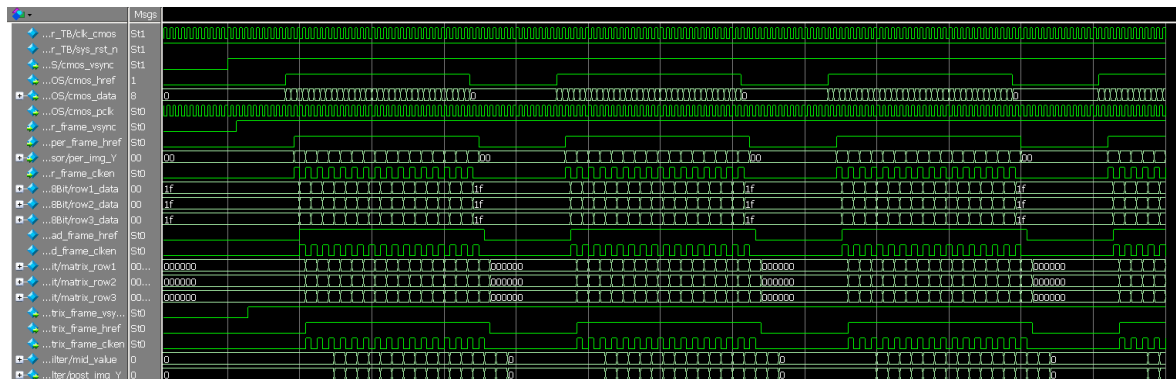 Msgs
...r_TB/clk_cmos St1
...r_TB/sys_rst_n St1
...S/cmos_vsync St1
...OS/cmos_href 1
...OS/cmos_data 8 0 0 0 0
...OS/cmos_pclk St0
...r_frame_vsync St0
...per_frame_href St0
...sor/per_img_Y 00 00 00 00 00
...r_frame_clken St0
...8Bit/row1_data 00 1f 1f 1f 1f
...8Bit/row2_data 00 1f 1f 1f 1f
...8Bit/row3_data 00 1f 1f 1f 1f
...ad_frame_href St0
...d_frame_clken St0
...it/matrix_row1 00... 000000 000000 000000 000000
...it/matrix_row2 00... 000000 000000 000000 000000
...it/matrix_row3 00... 000000 000000 000000 000000
...trix_frame_vsy... St0
...trix_frame_href St0
...trix_frame_clken St0
...ilter/mid_value 0 0 0 0 0
...lter/post_img_Y 0 0 0 0 0